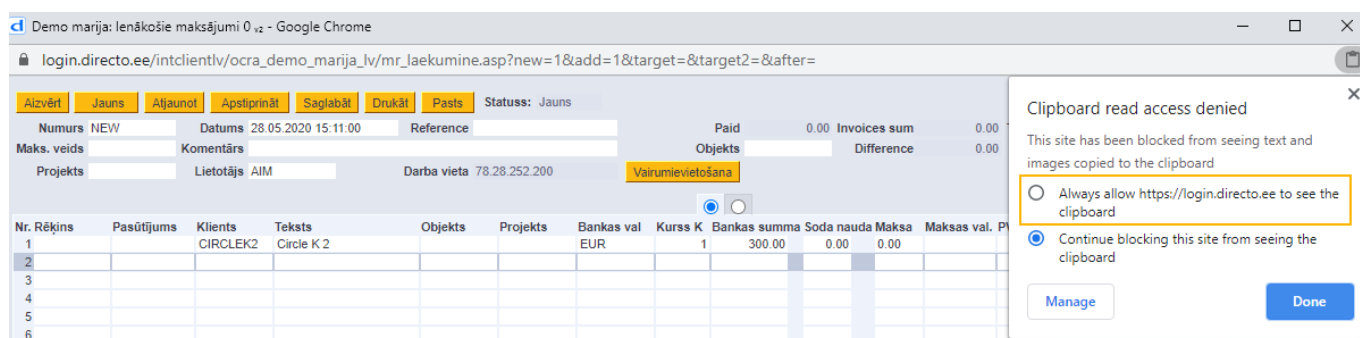 Demo marija: Ienākošie maksājumi 0 v2 - Google Chrome
login.directo.ee/intclientlv/ocra_demo_marija_lv/mr_laekumine.asp?new=1&add=1&target=&target2=&after=
Aizvērt Jauns Atjaunot Apstiprināt Saglabāt Drukāt Pasts Statuss: Jauns
Numurs NEW Datums 28.05.2020 15:11:00 Reference Paid 0.00 Invoices sum 0.00
Maks. veids Komentārs Objekts Difference 0.00
Projekts Lietotājs AIM Darba vieta 78.28.252.200 Vairumievietošana
Nr. Rēķins Pasūtījums Klients Teksts Objekts Projekts Bankas val Kurss K Bankas summa Soda nauda Maksa Maksas val.
1 CIRCLEK2 Circle K 2 EUR 1 300.00 0.00 0.00
2
3
4
5
6
Clipboard read access denied
This site has been blocked from seeing text and
images copied to the clipboard
Always allow https://login.directo.ee to see the
clipboard
Continue blocking this site from seeing the
clipboard
Manage Done